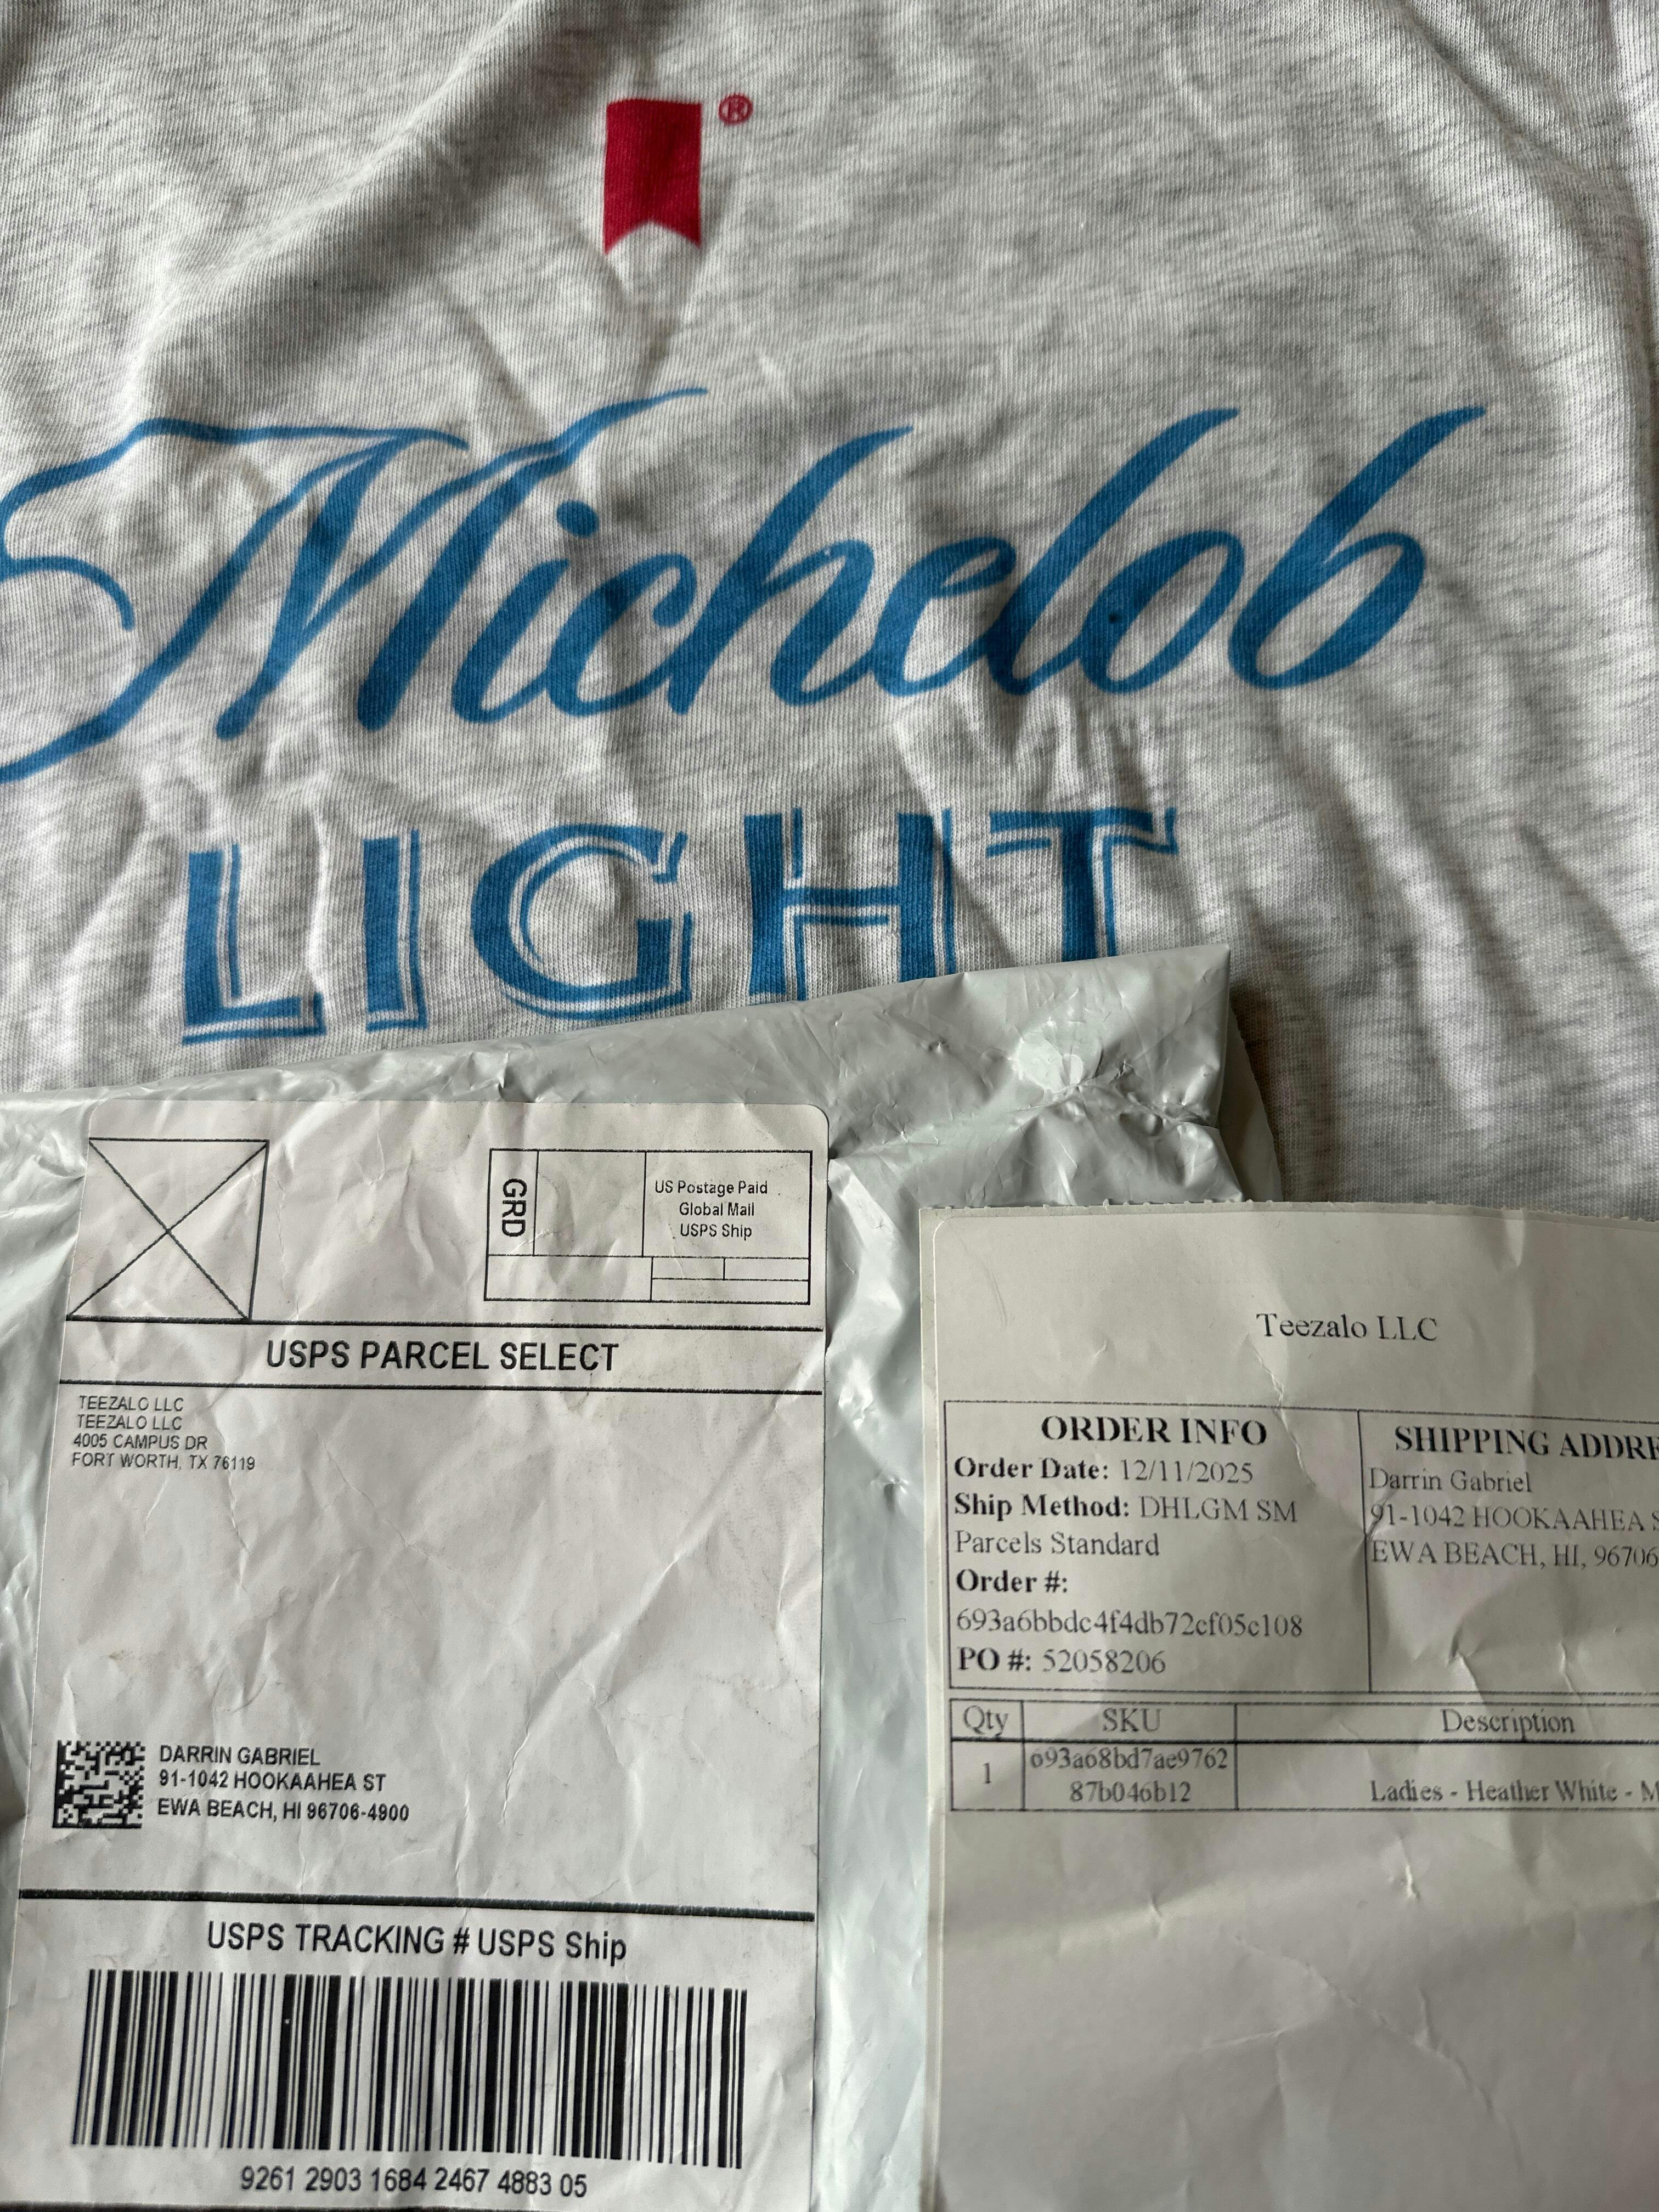 ®
Michelob
LIGHT
GRD
US Postage Paid
Global Mail
USPS Ship
USPS PARCEL SELECT
TEEZALO LLC
TEEZALO LLC
4005 CAMPUS DR
FORT WORTH, TX 76119
DARRIN GABRIEL
91-1042 HOOKAAHEA ST
EWA BEACH, HI 96706-4900
USPS TRACKING # USPS Ship
9261 2903 1684 2467 4883 05
Teezalo LLC
ORDER INFO
Order Date: 12/11/2025
Ship Method: DHLGM SM
Parcels Standard
Order #:
693a6bbdc4f4db72cf05c108
PO #: 52058206
SHIPPING ADDRE
Darrin Gabriel
91-1042 HOOKAAHEA S
EWA BEACH, HI, 96706
Qty SKU Description
1 693a68bd7ae9762
87b046b12 Ladies - Heather White - M